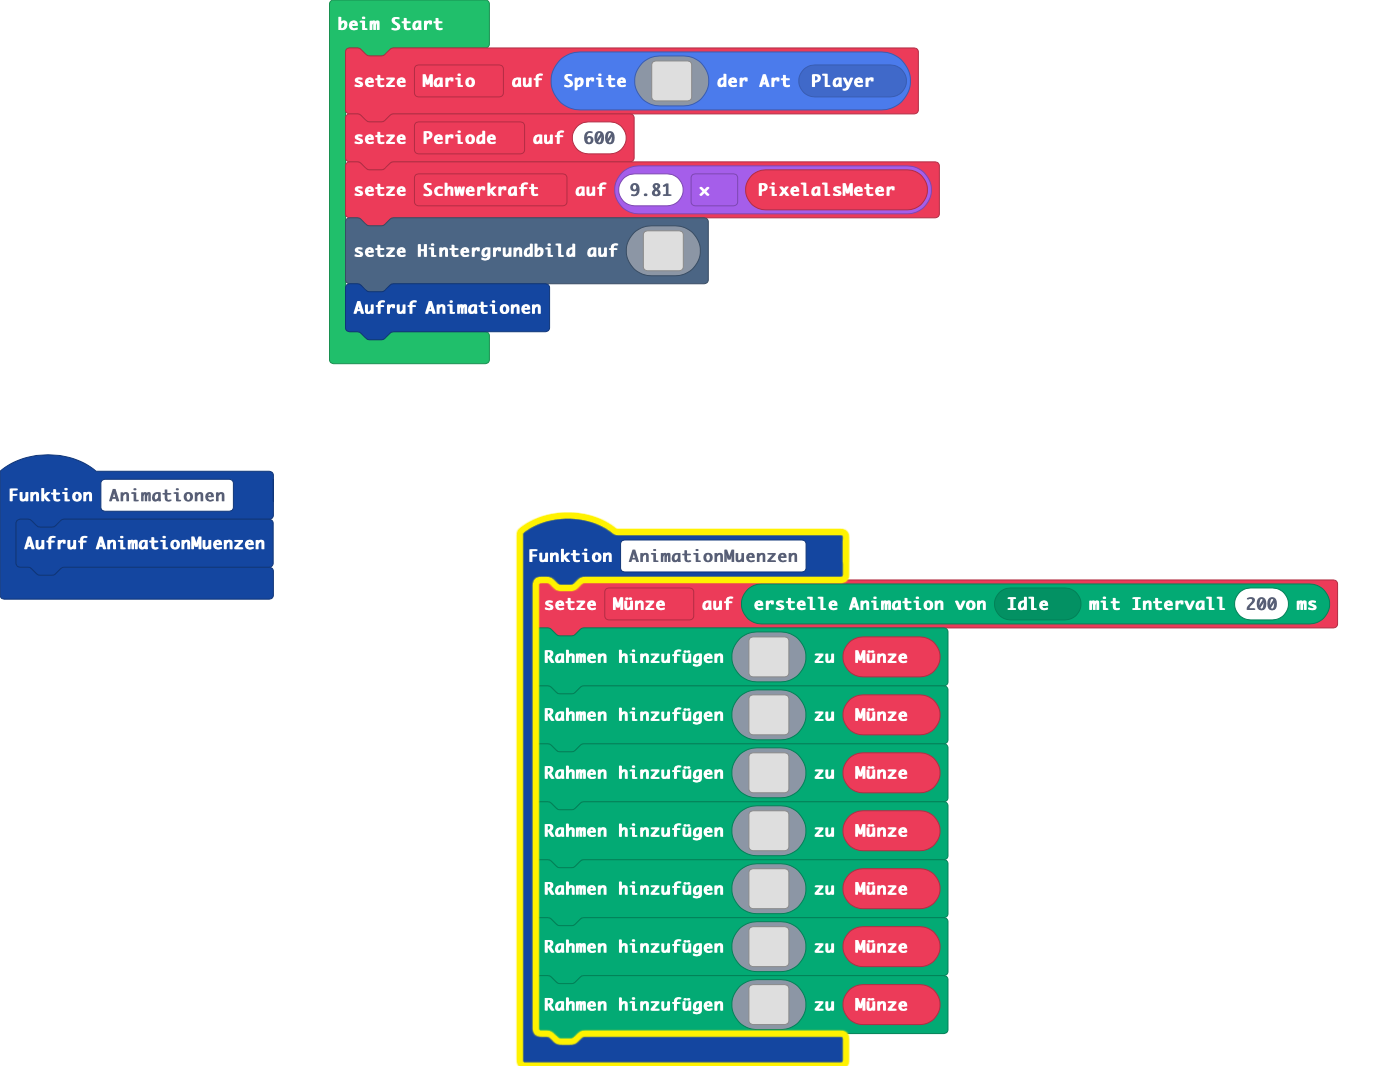 beim Start
setze Mario auf Sprite der Art Player
setze Periode auf 600
setze Schwerkraft auf 9.81 × PixelalsMeter
setze Hintergrundbild auf
Aufruf Animationen
Funktion Animationen
Aufruf AnimationMuenzen
Funktion AnimationMuenzen
setze Münze auf erstelle Animation von Idle mit Intervall 200 ms
Rahmen hinzufügen zu Münze
Rahmen hinzufügen zu Münze
Rahmen hinzufügen zu Münze
Rahmen hinzufügen zu Münze
Rahmen hinzufügen zu Münze
Rahmen hinzufügen zu Münze
Rahmen hinzufügen zu Münze